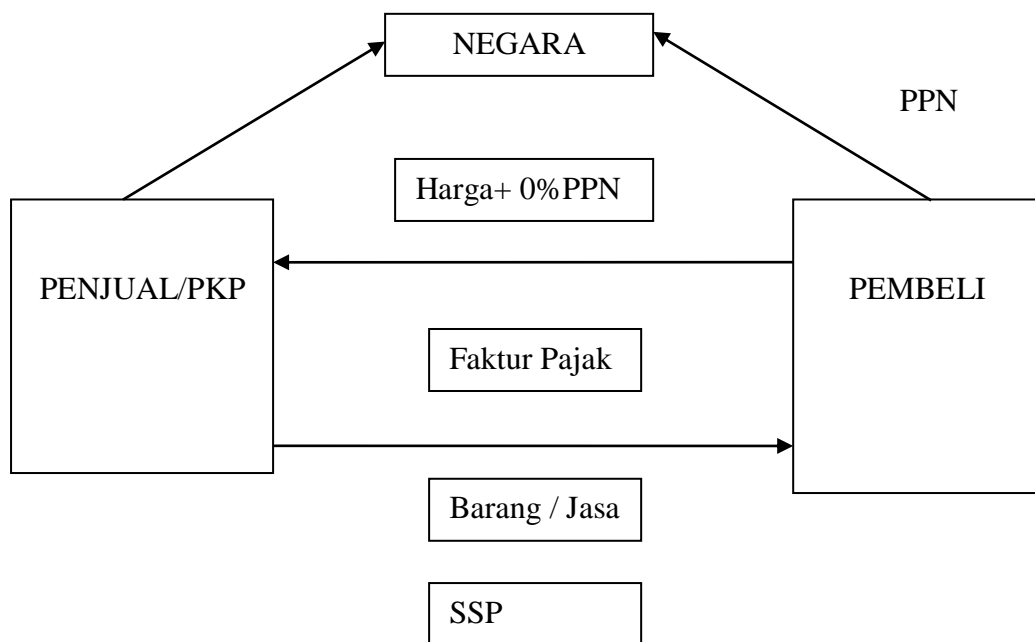 NEGARA
PPN
Harga+ 0%PPN
PENJUAL/PKP
PEMBELI
Faktur Pajak
Barang / Jasa
SSP